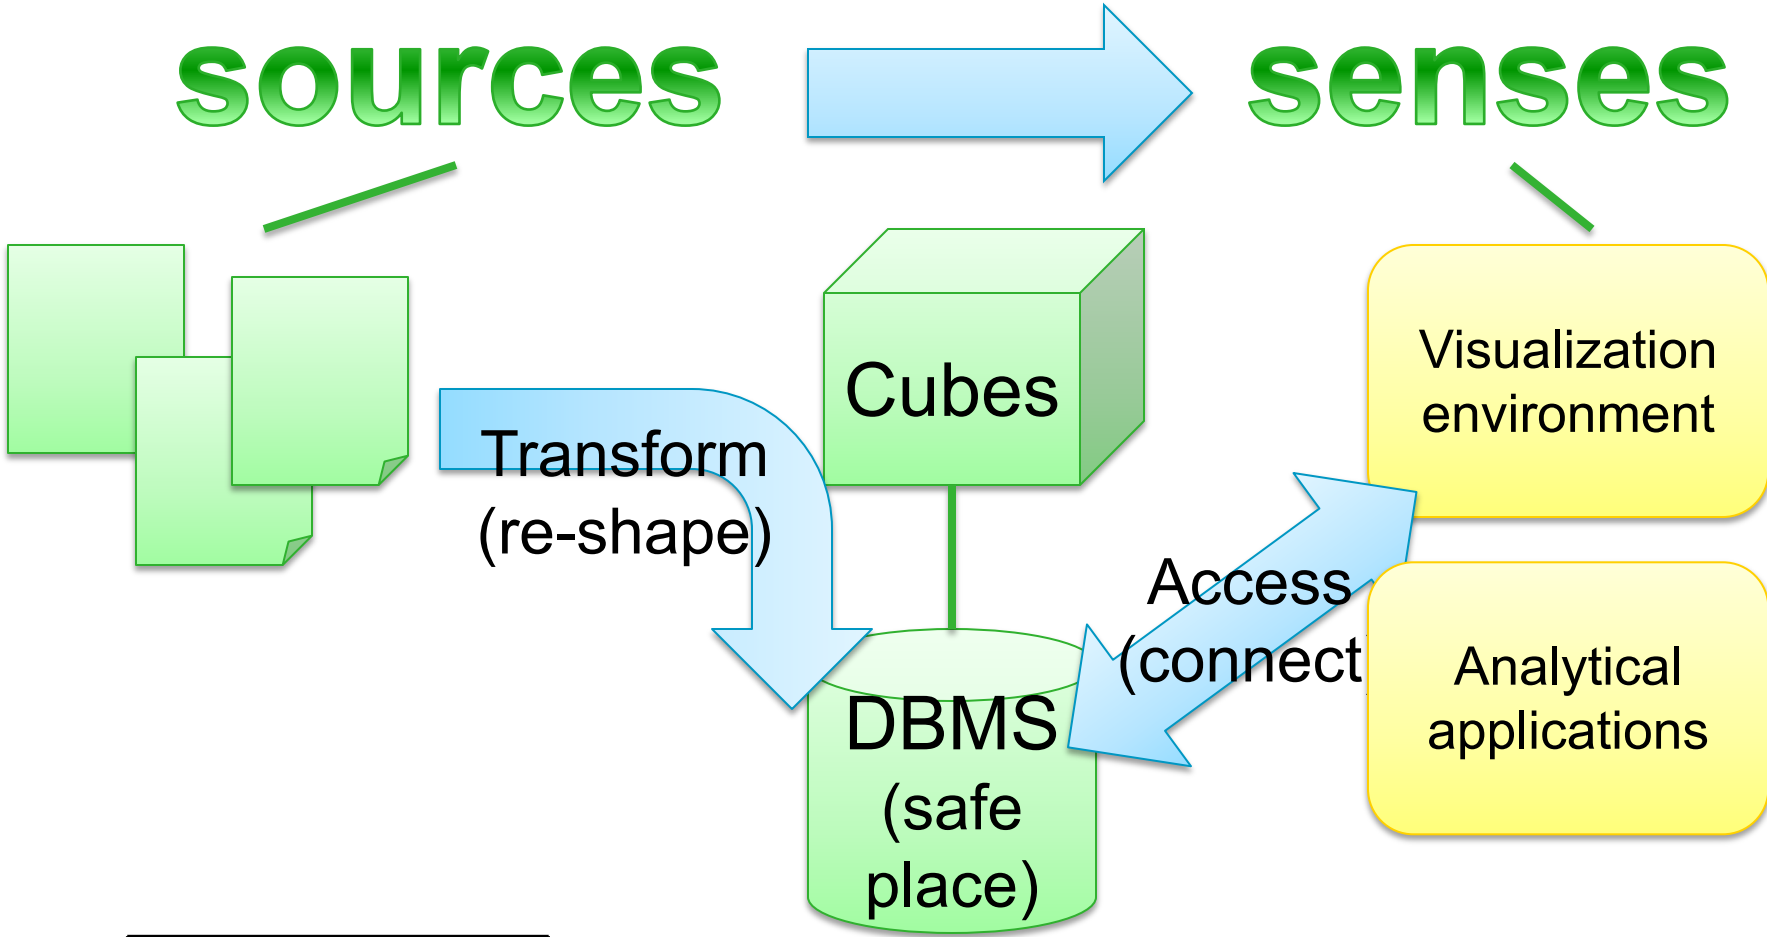 sources
senses
Cubes
Transform
(re-shape)
Visualization
environment
Access
(connect)
Analytical
applications
DBMS
(safe
place)